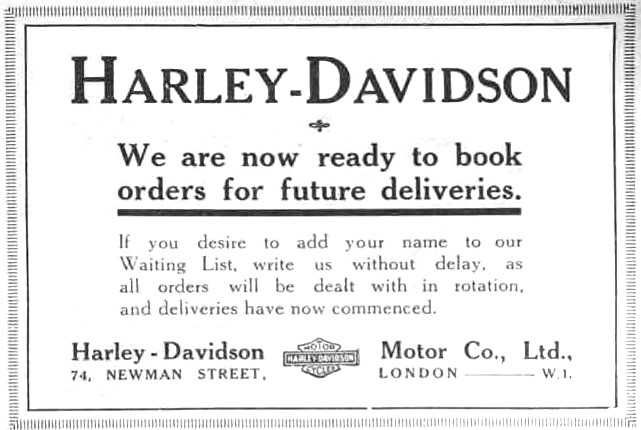 HARLEY-DAVIDSON
We are now ready to book
orders for future deliveries.
If you desire to add your name to our
Waiting List, write us without delay, as
all orders will be dealt with in rotation,
and deliveries have now commenced.
Harley - Davidson
MOTOR
HARLEY-DAVIDSON
CYCLES
Motor Co., Ltd.,
74, NEWMAN STREET,
LONDON ——— W.1.